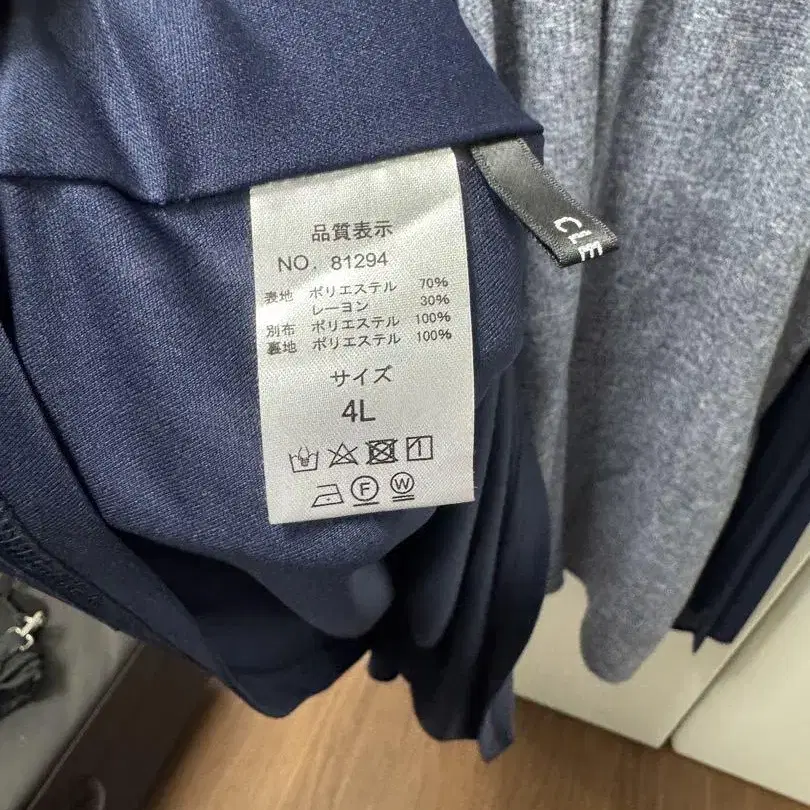 品質表示
NO. 81294
表地 ポリエステル 70%
レーヨン 30%
別布 ポリエステル 100%
裏地 ポリエステル 100%
サイズ
4L
F W
CLE